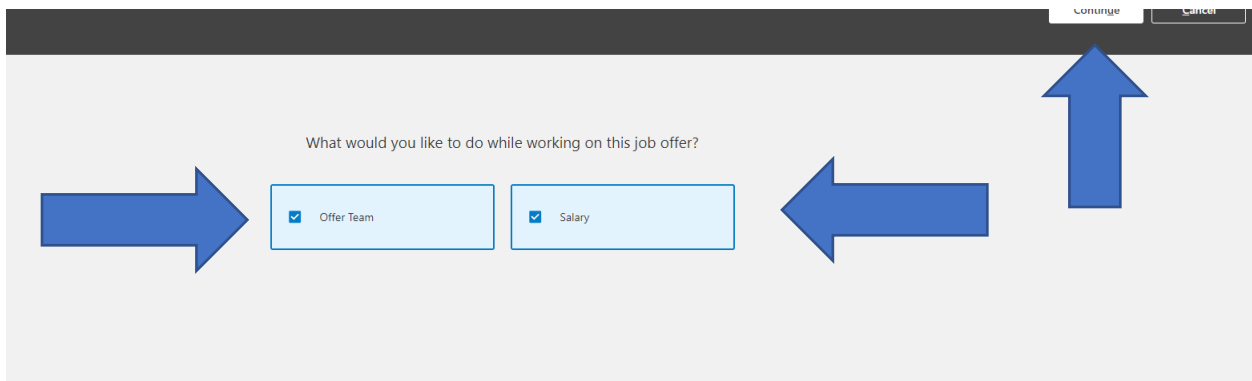 Continue
Cancel
What would you like to do while working on this job offer?
Offer Team
Salary